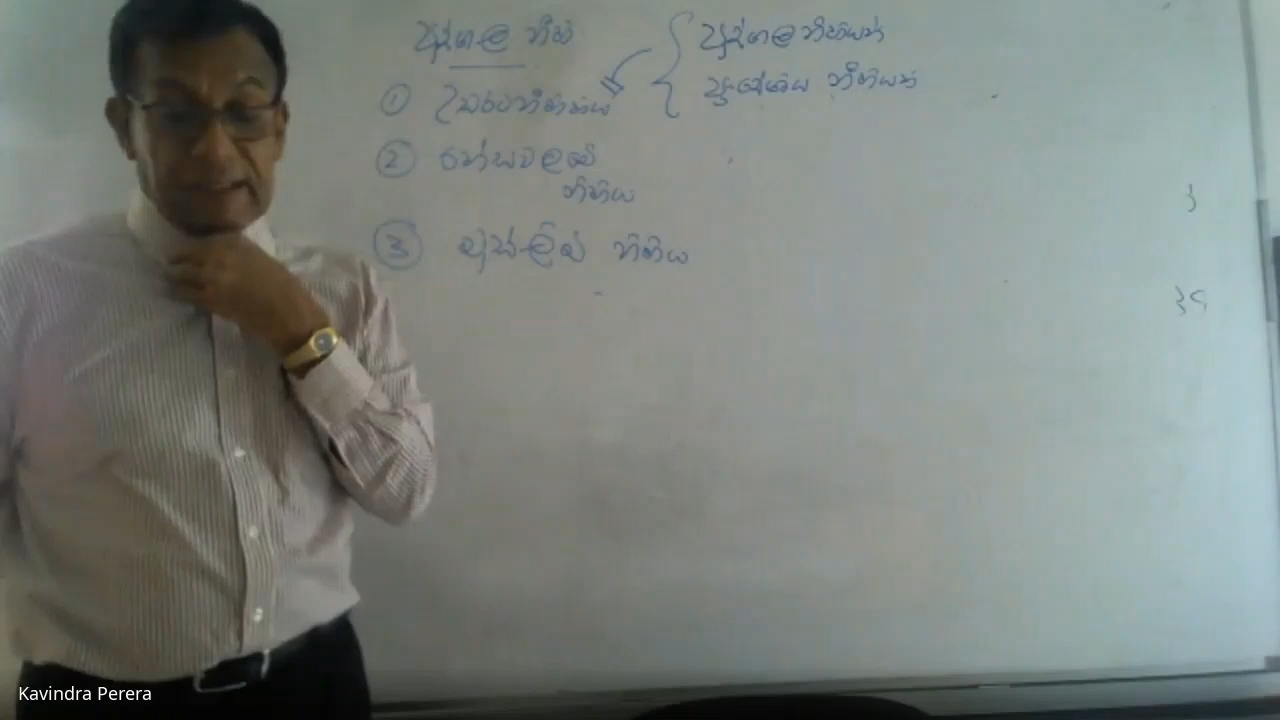 පුද්ගල නීති
පුද්ගල නීතියක්
ප්‍රාදේශීය නීතියක්
① උඩරට නීතිය
② තේසවලමේ
නීතිය
③ මුස්ලිම් නීතිය
Kavindra Perera